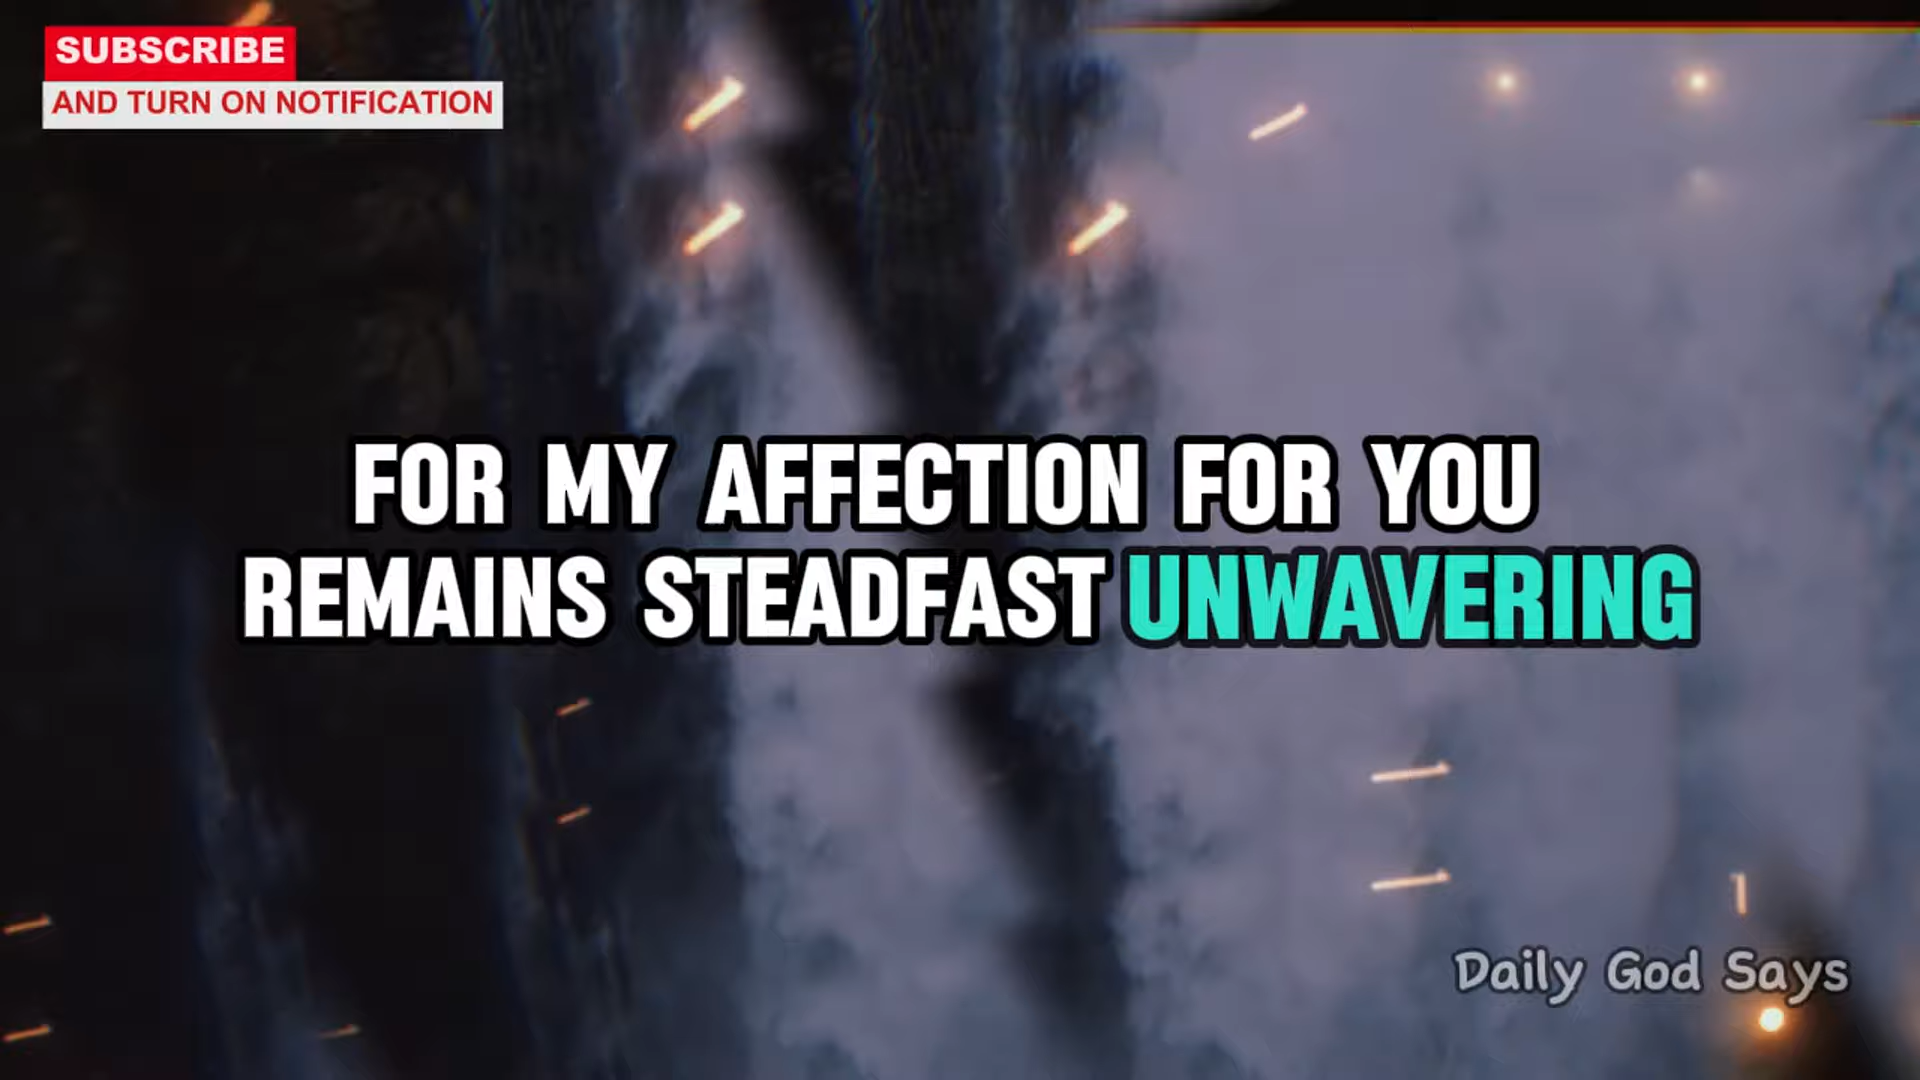 SUBSCRIBE
AND TURN ON NOTIFICATION
FOR MY AFFECTION FOR YOU
REMAINS STEADFAST UNWAVERING
Daily God Says